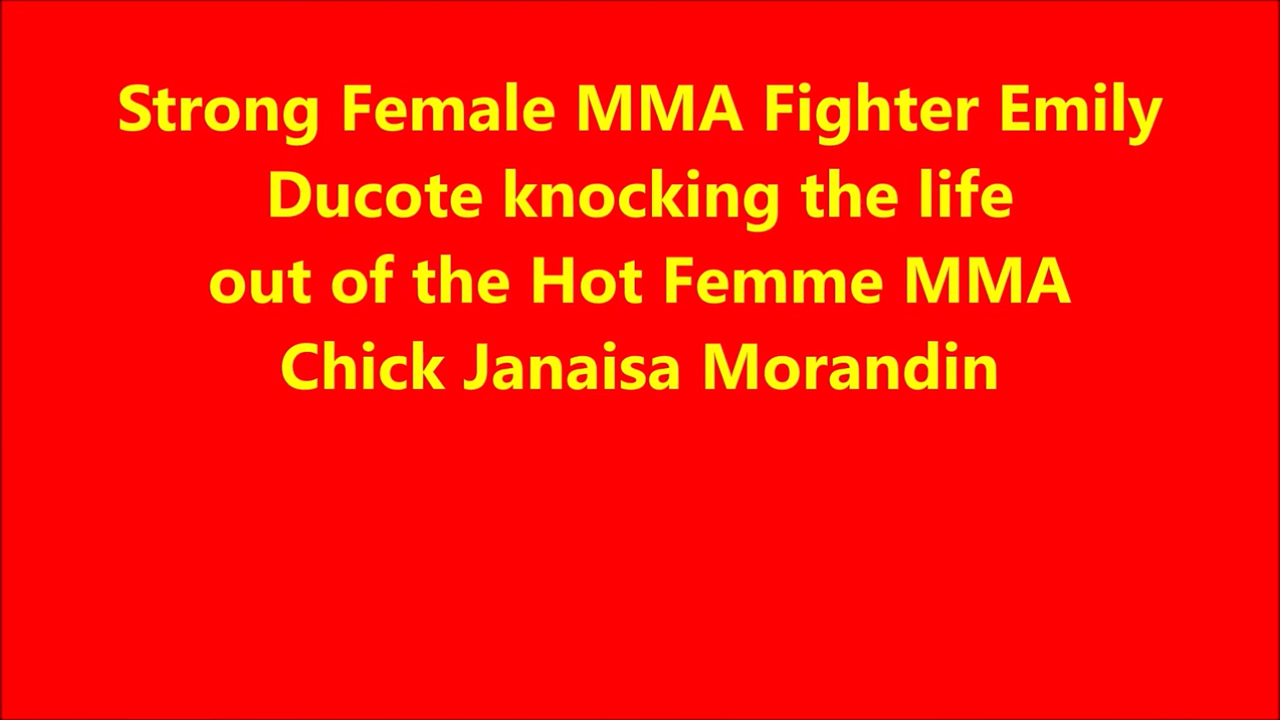 Strong Female MMA Fighter Emily
Ducote knocking the life
out of the Hot Femme MMA
Chick Janaisa Morandin